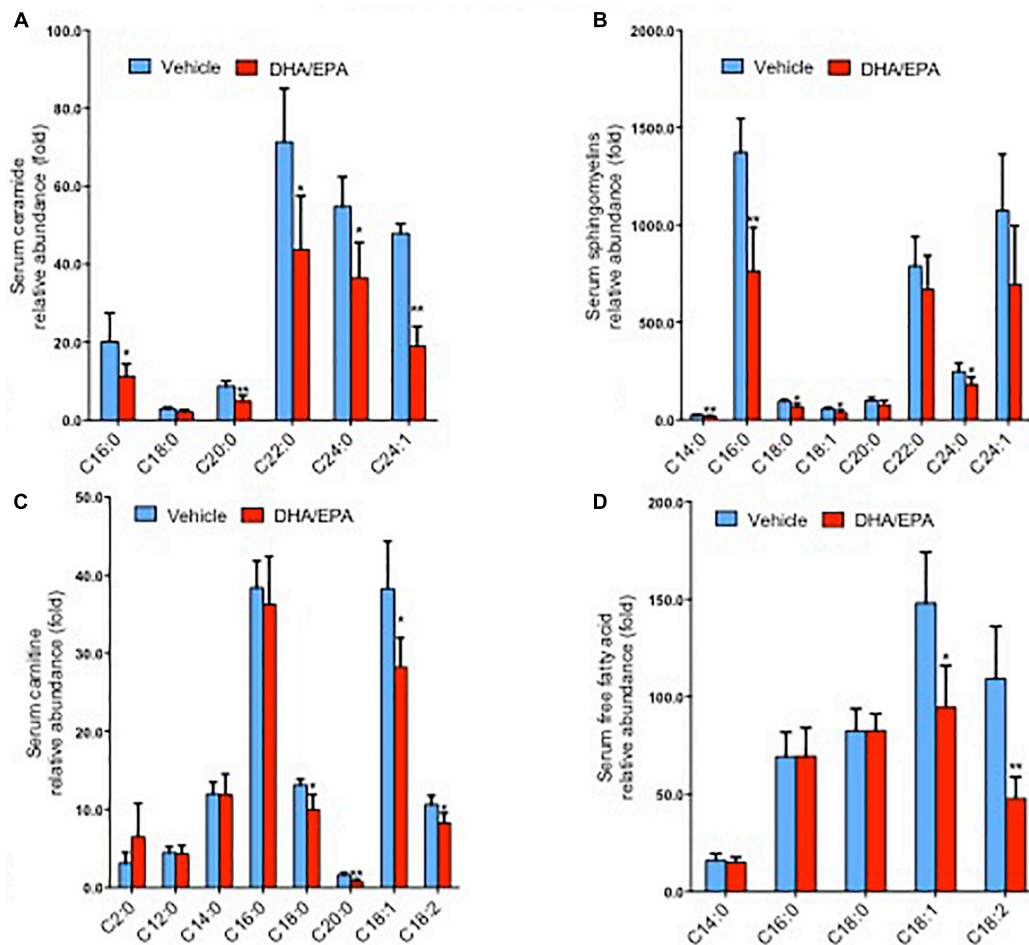 A
100.0
80.0
60.0
40.0
20.0
0.0
Serum ceramide
relative abundance (fold)
Vehicle DHA/EPA
* ** * * **
C16:0 C18:0 C20:0 C22:0 C24:0 C24:1
B
2000.0
1500.0
1000.0
500.0
0.0
Serum sphingomyelins
relative abundance (fold)
Vehicle DHA/EPA
** ** * * *
C14:0 C16:0 C18:0 C18:1 C20:0 C22:0 C24:0 C24:1
C
50.0
40.0
30.0
20.0
10.0
0.0
Serum carnitine
relative abundance (fold)
Vehicle DHA/EPA
* ** * *
C2:0 C12:0 C14:0 C16:0 C18:0 C20:0 C18:1 C18:2
D
200.0
150.0
100.0
50.0
0.0
Serum free fatty acid
relative abundance (fold)
Vehicle DHA/EPA
* **
C14:0 C16:0 C18:0 C18:1 C18:2